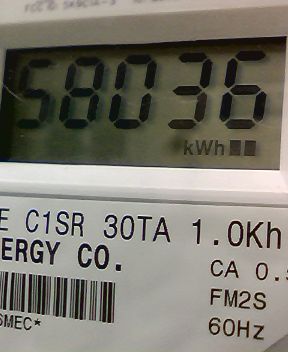 58036
kWh
E C1SR 30TA 1.0Kh
ERGY CO.
CA 0.5
FM2S
SMEC*
60Hz